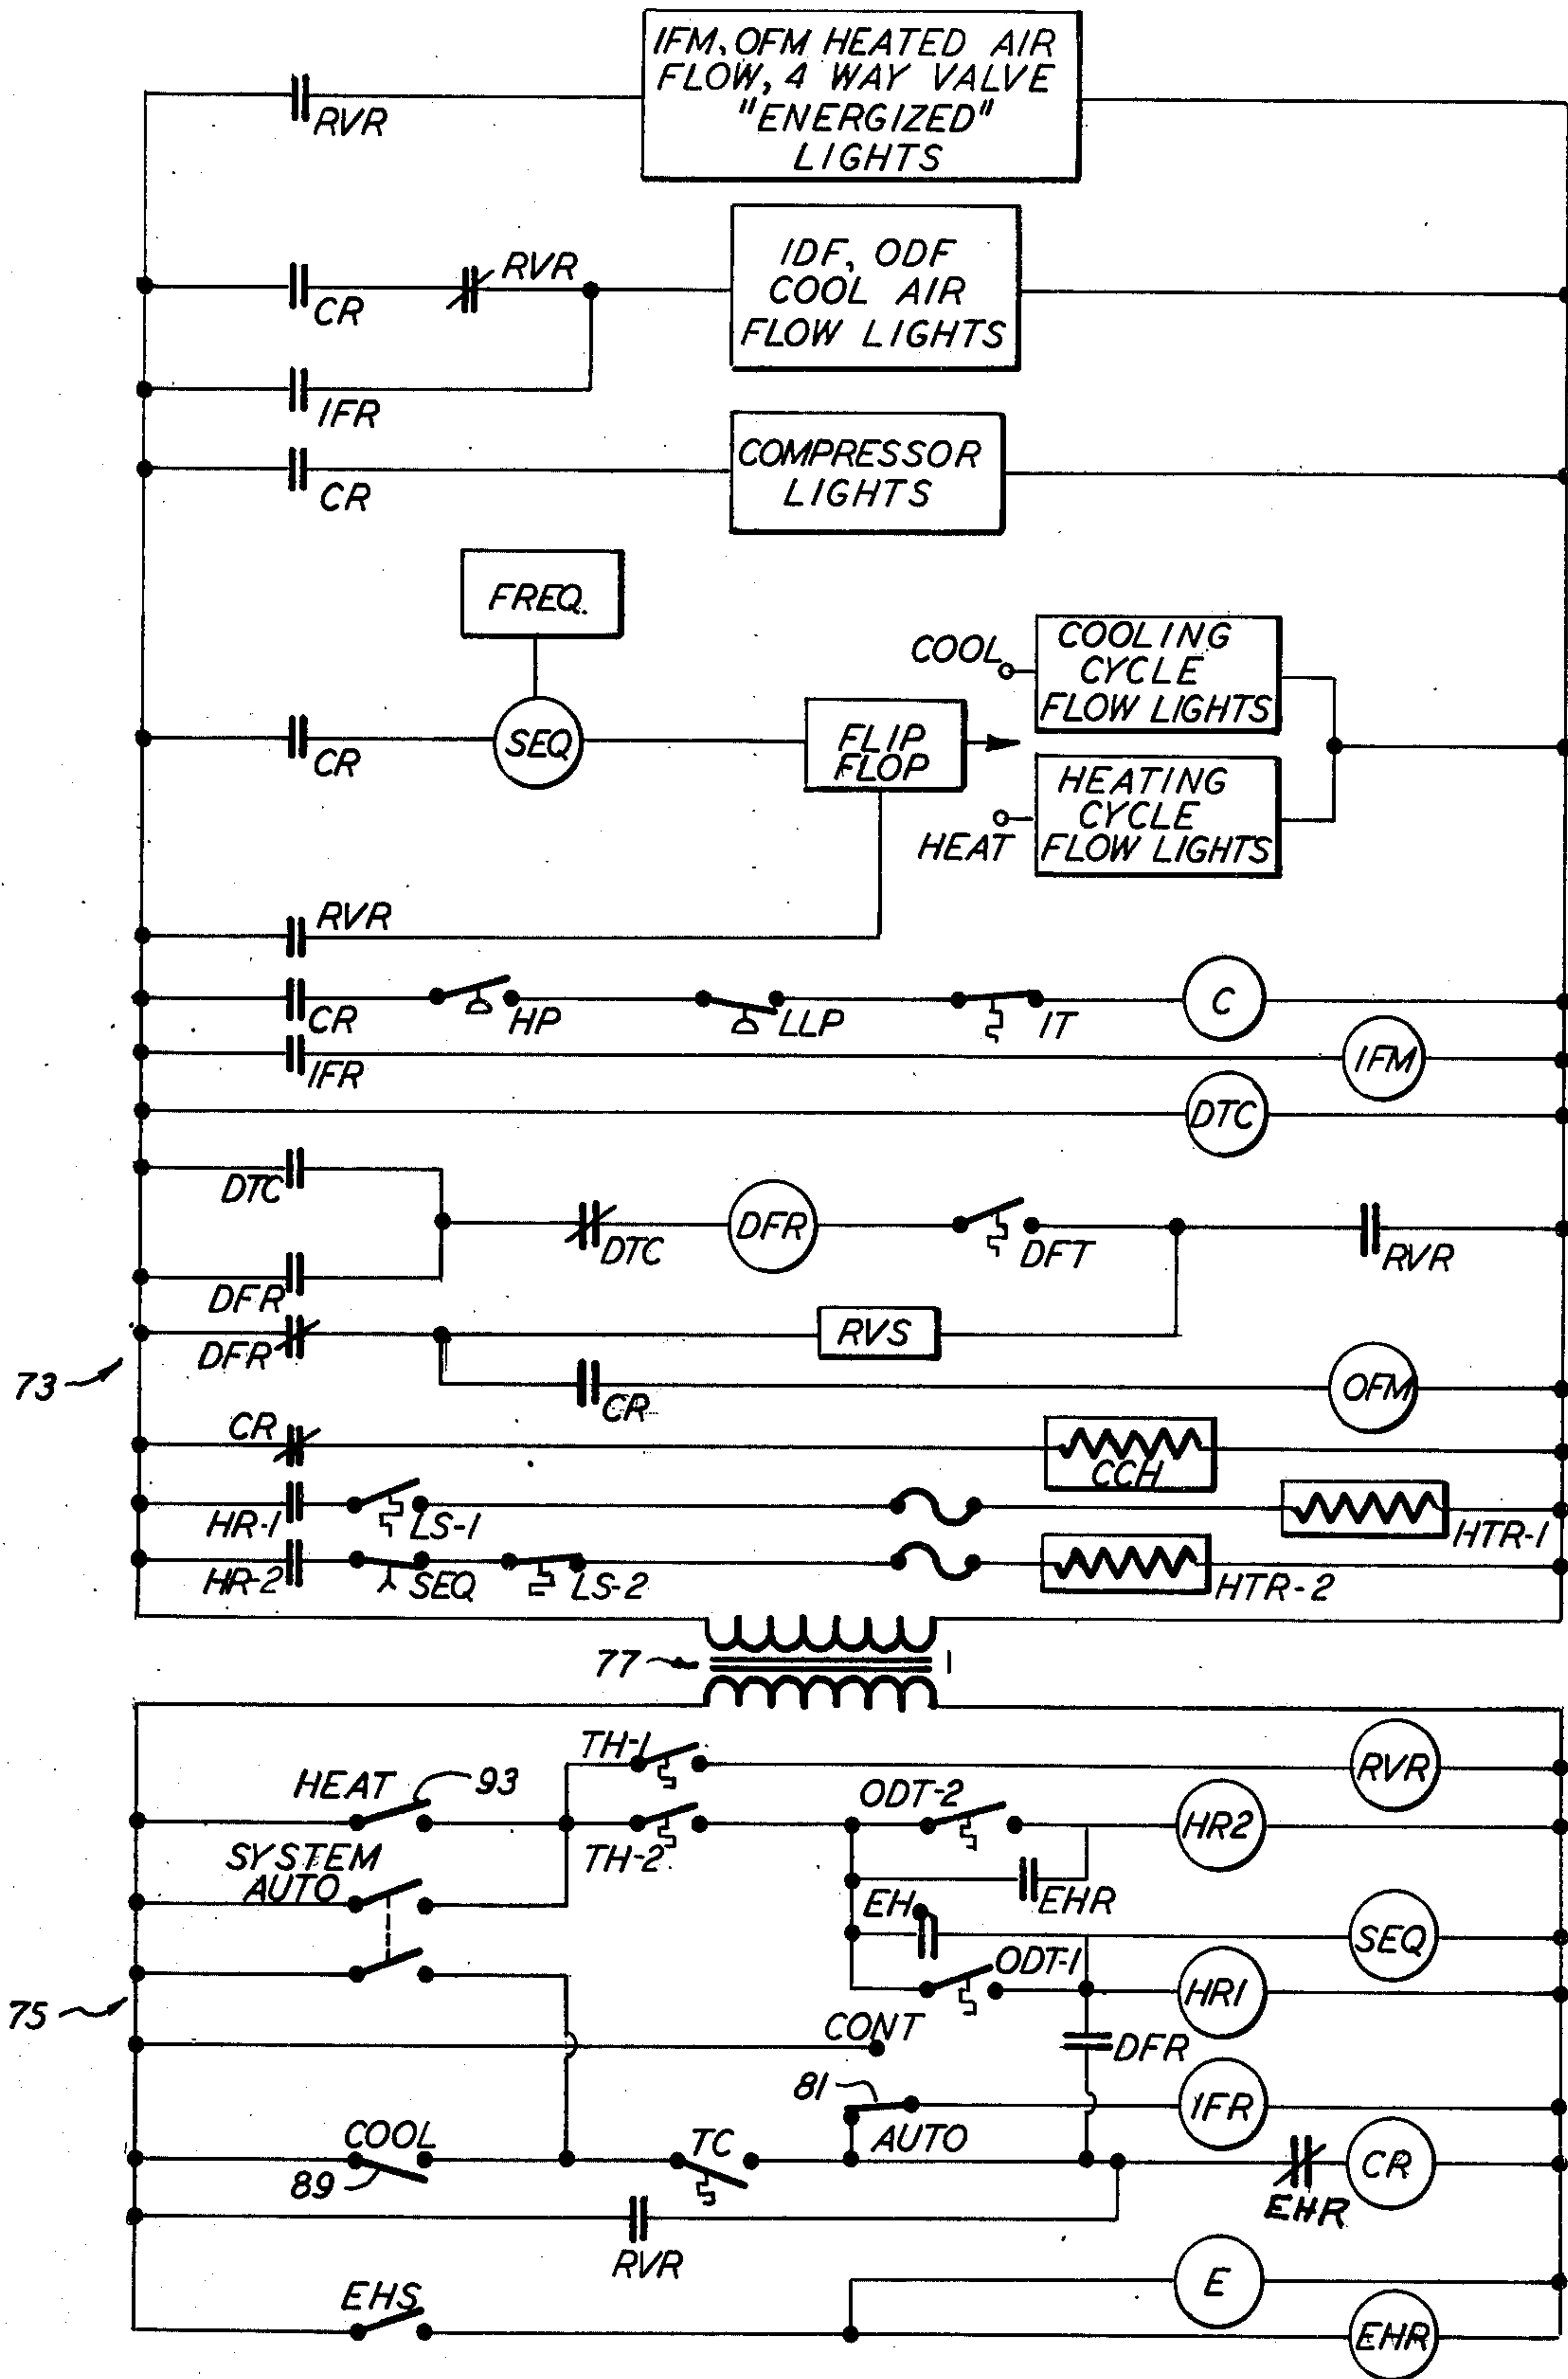 IFM, OFM HEATED AIR
FLOW, 4 WAY VALVE
"ENERGIZED"
LIGHTS
RVR
RVR
IDF, ODF
COOL AIR
FLOW LIGHTS
CR
IFR
COMPRESSOR
LIGHTS
CR
FREQ.
COOL
COOLING
CYCLE
FLOW LIGHTS
SEQ
FLIP
FLOP
CR
HEATING
CYCLE
FLOW LIGHTS
HEAT
RVR
CR
HP
LLP
IT
C
IFR
IFM
DTC
DTC
DTC
DFR
DFT
RVR
DFR
DFR
RVS
73
CR
OFM
CR
CCH
HR-1
LS-1
HTR-1
HR-2
SEQ
LS-2
HTR-2
77
1
TH-1
RVR
HEAT
93
ODT-2
HR2
SYSTEM
AUTO
TH-2
EHR
EH
SEQ
ODT-1
HR1
75
CONT
DFR
81
IFR
COOL
TC
AUTO
CR
89
EHR
RVR
E
EHS
EHR